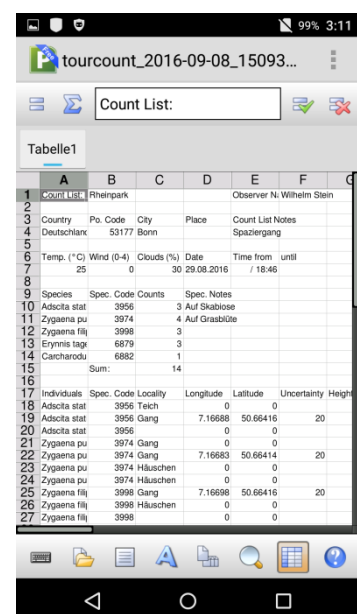 99% 3:11
tourcount_2016-09-08_15093...
Count List:
Tabelle1
A B C D E F G
1 Count List: Rheinpark Observer Na Wilhelm Stein
2
3 Country Po. Code City Place Count List Notes
4 Deutschland 53177 Bonn Spaziergang
5
6 Temp. (°C) Wind (0-4) Clouds (%) Date Time from until
7 25 0 30 29.08.2016 / 18:46
8
9 Species Spec. Code Counts Spec. Notes
10 Adscita stat 3956 3 Auf Skabiose
11 Zygaena pu 3974 4 Auf Grasblüte
12 Zygaena filip 3998 3
13 Erynnis tage 6879 3
14 Carcharodu 6882 1
15 Sum: 14
16
17 Individuals Spec. Code Locality Longitude Latitude Uncertainty Height
18 Adscita stat 3956 Teich 0 0
19 Adscita stat 3956 Gang 7.16688 50.66416 20
20 Adscita stat 3956 0 0
21 Zygaena pu 3974 Gang 0 0
22 Zygaena pu 3974 Gang 7.16683 50.66414 20
23 Zygaena pu 3974 Häuschen 0 0
24 Zygaena pu 3974 Häuschen 0 0
25 Zygaena filip 3998 Gang 7.16698 50.66416 20
26 Zygaena filip 3998 Häuschen 0 0
27 Zygaena filip 3998 0 0